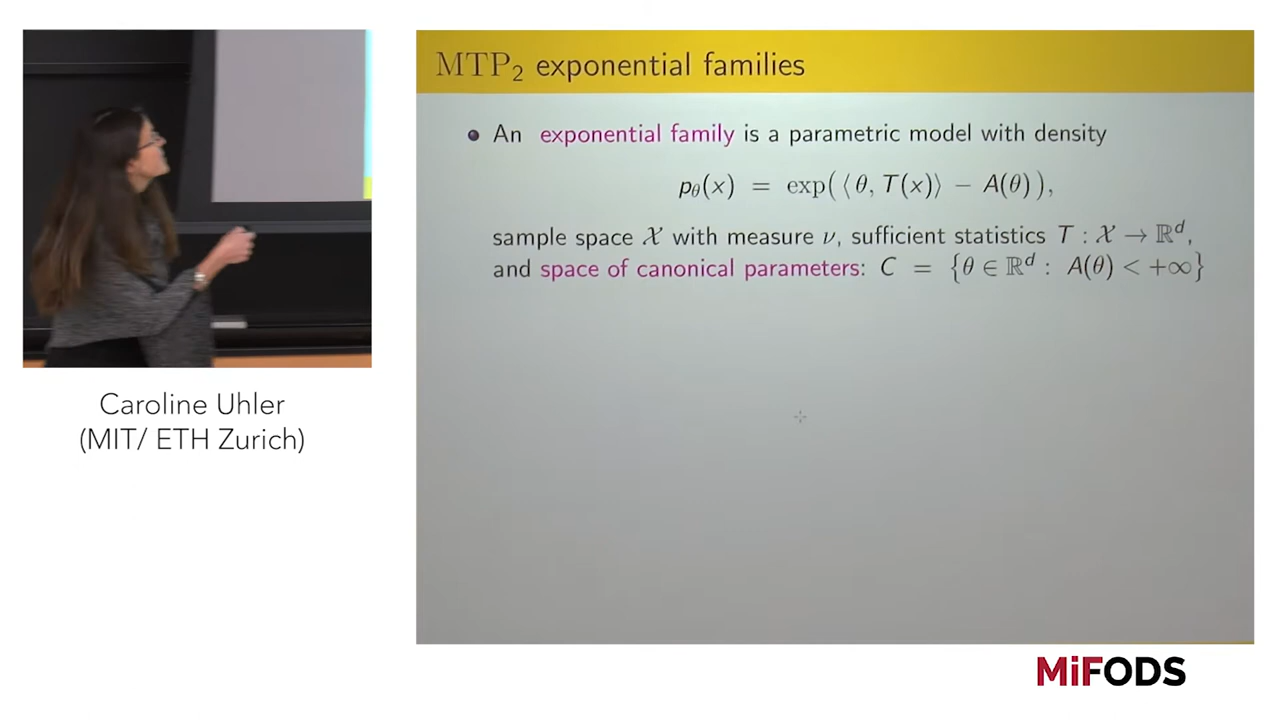 MTP₂ exponential families
• An exponential family is a parametric model with density
p_θ(x) = exp(⟨θ, T(x)⟩ − A(θ)),
sample space 𝒳 with measure ν, sufficient statistics T : 𝒳 → ℝ^d,
and space of canonical parameters: C = {θ ∈ ℝ^d : A(θ) < +∞}
Caroline Uhler
(MIT/ ETH Zurich)
MiFODS